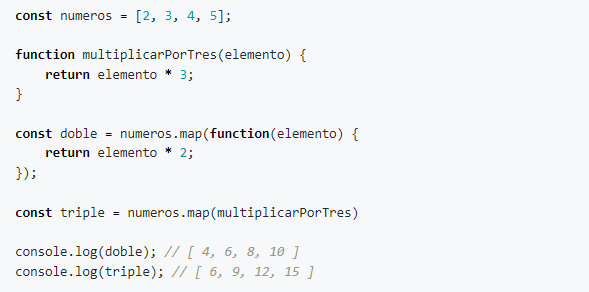 const numeros = [2, 3, 4, 5];
function multiplicarPorTres(elemento) {
    return elemento * 3;
}
const doble = numeros.map(function(elemento) {
    return elemento * 2;
});
const triple = numeros.map(multiplicarPorTres)
console.log(doble); // [ 4, 6, 8, 10 ]
console.log(triple); // [ 6, 9, 12, 15 ]